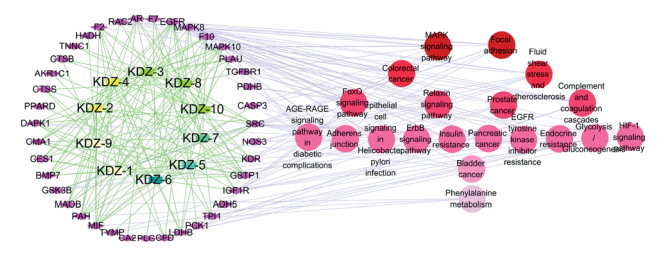 AR
F7
EGFR
RAC2
MAPK8
F2
F10
HADH
MAPK10
TNNC1
PLAU
CTSB
KDZ-3
TGFBR1
AKR1C1
KDZ-4
KDZ-8
PDHB
CTSS
CASP3
PPARD
KDZ-2
KDZ-10
SRC
DAPK1
NOS3
CMA1
KDZ-9
KDZ-7
KDR
CES1
KDZ-1
KDZ-5
GSTP1
BMP7
KDZ-6
IGF1R
GSK3B
ADH5
MAOB
TPI1
PAH
PCK1
MIF
LDHB
TYMP
CA2
PLG
CFD
MAPK
signaling
pathway
Focal
adhesion
Colorectal
cancer
Fluid
shear
stress
and
atherosclerosis
FoxO
signaling
pathway
Relaxin
signaling
pathway
Prostate
cancer
Complement
and
coagulation
cascades
AGE-RAGE
signaling
pathway
in
diabetic
complications
Adherens
junction
Epithelial
cell
signaling
in
Helicobacter
pylori
infection
ErbB
signaling
pathway
Insulin
resistance
Pancreatic
cancer
EGFR
tyrosine
kinase
inhibitor
resistance
Endocrine
resistance
Glycolysis
/
Gluconeogenesis
HIF-1
signaling
pathway
Bladder
cancer
Phenylalanine
metabolism